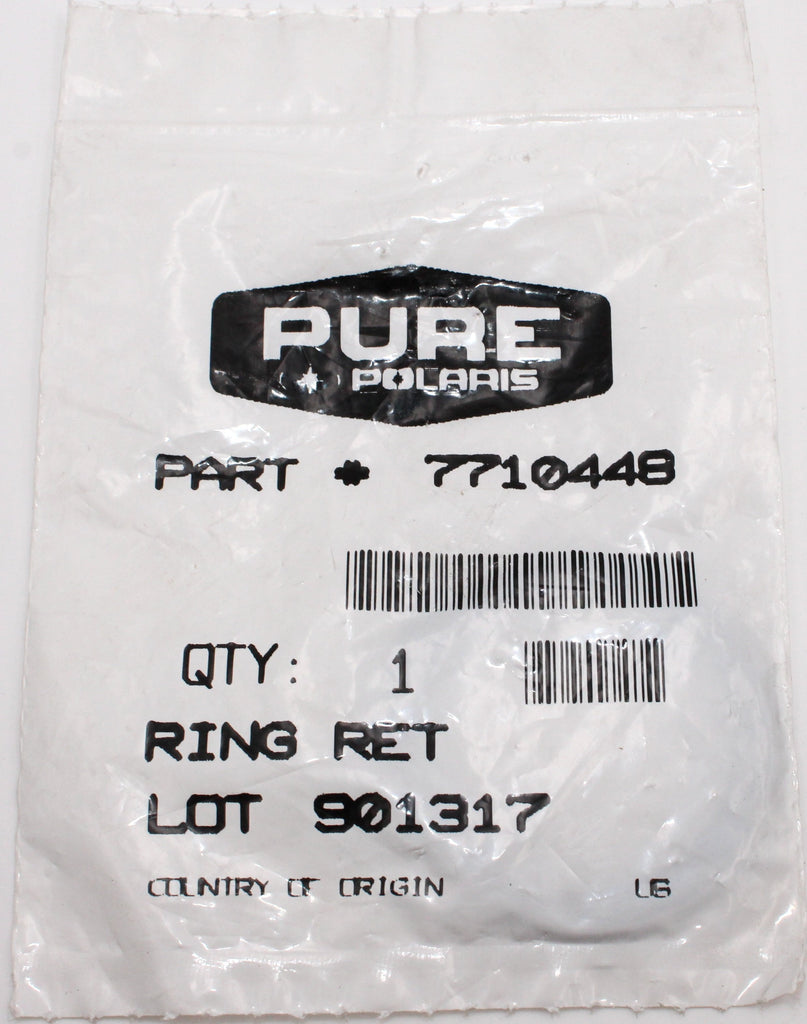 PURE
POLARIS
PART # 7710448
QTY: 1
RING RET
LOT 901317
COUNTRY OF ORIGIN US